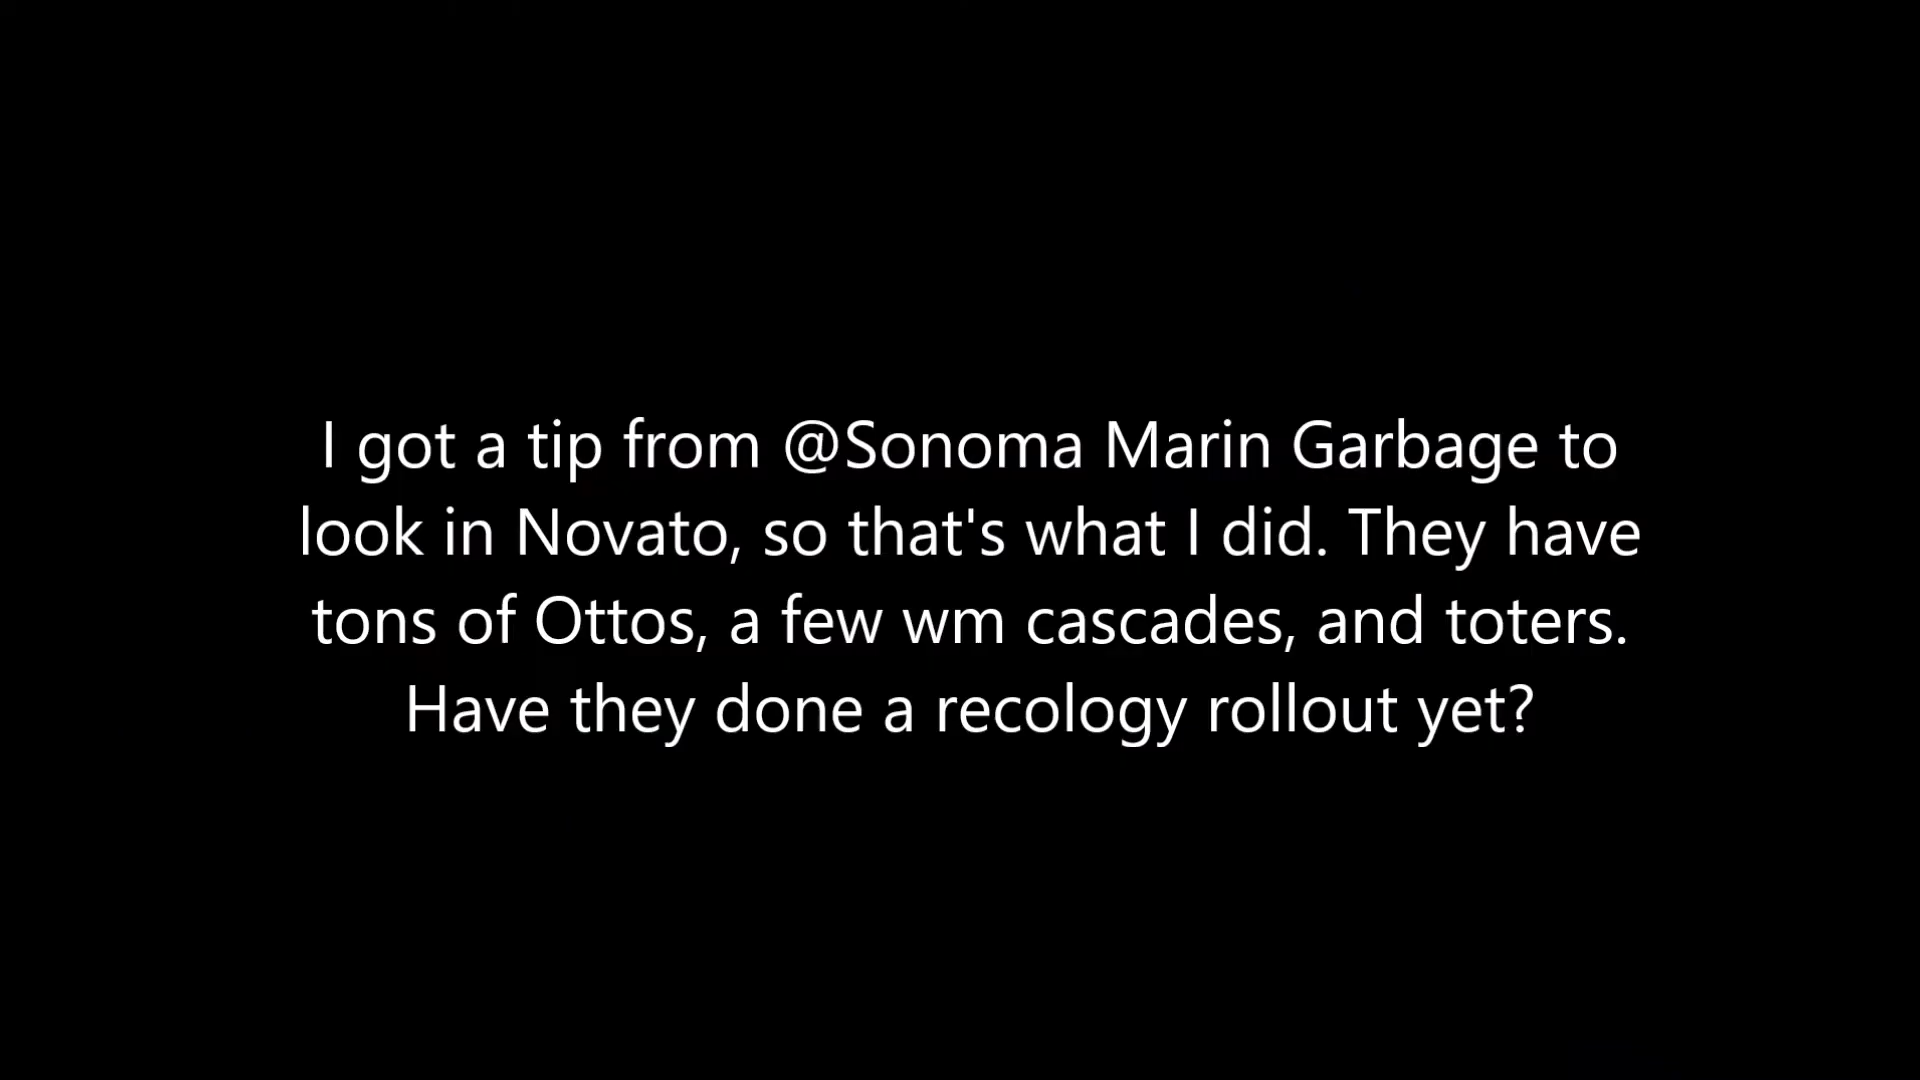 I got a tip from @Sonoma Marin Garbage to
look in Novato, so that's what I did. They have
tons of Ottos, a few wm cascades, and toters.
Have they done a recology rollout yet?